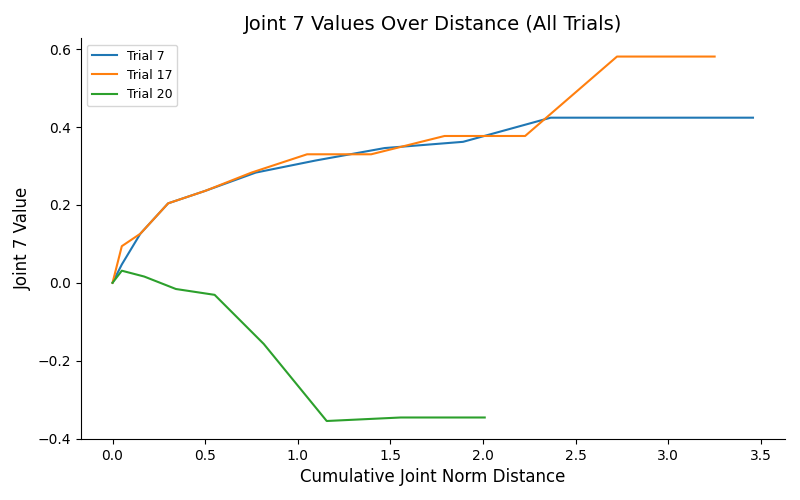 Joint 7 Values Over Distance (All Trials)
Trial 7
Trial 17
Trial 20
Joint 7 Value
0.6
0.4
0.2
0.0
−0.2
−0.4
0.0 0.5 1.0 1.5 2.0 2.5 3.0 3.5
Cumulative Joint Norm Distance